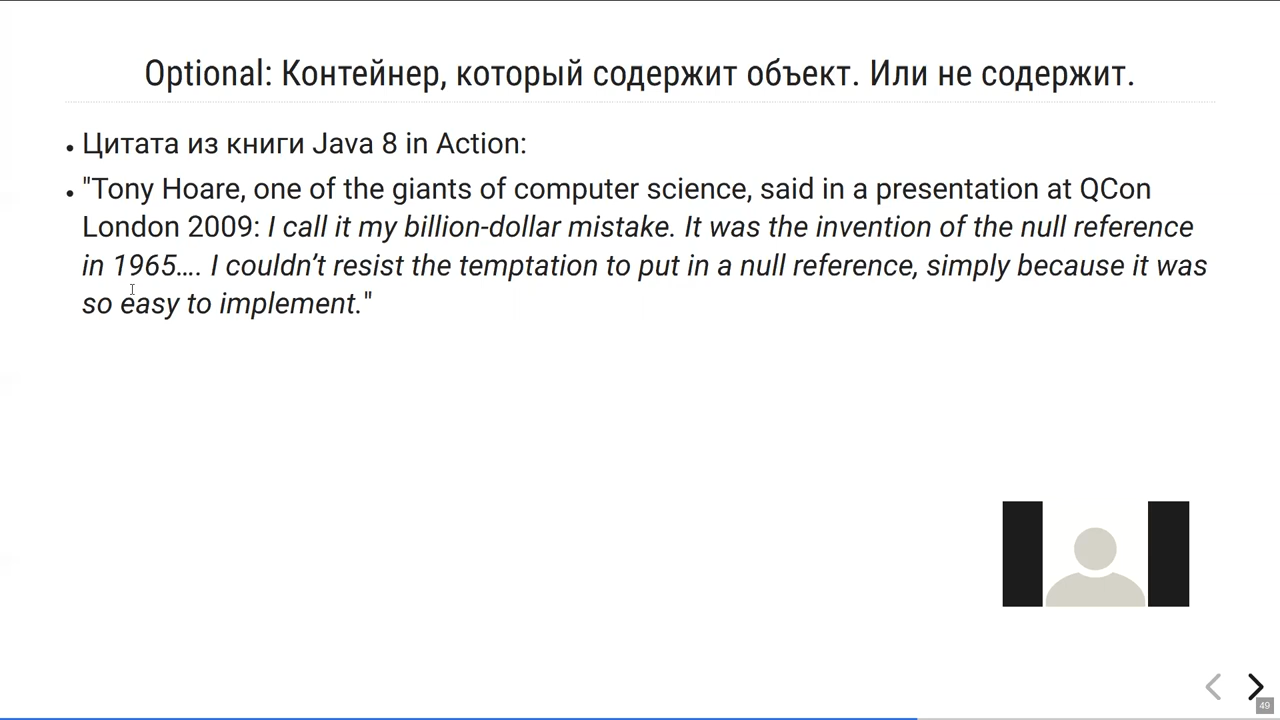 Optional: Контейнер, который содержит объект. Или не содержит.
• Цитата из книги Java 8 in Action:
• "Tony Hoare, one of the giants of computer science, said in a presentation at QCon
London 2009: I call it my billion-dollar mistake. It was the invention of the null reference
in 1965…. I couldn’t resist the temptation to put in a null reference, simply because it was
so easy to implement."
49